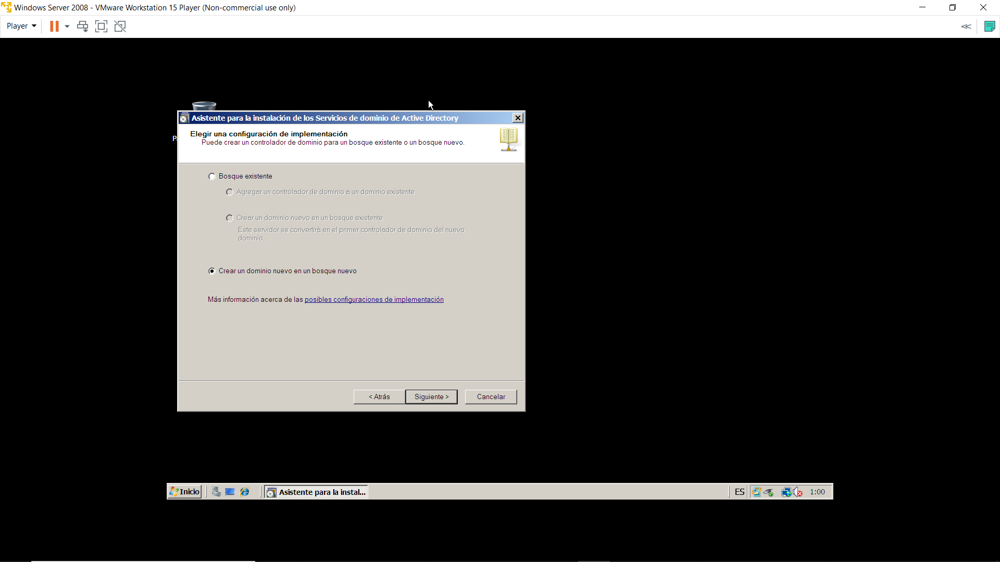 Windows Server 2008 - VMware Workstation 15 Player (Non-commercial use only)
Player
Asistente para la instalación de los Servicios de dominio de Active Directory
Elegir una configuración de implementación
Puede crear un controlador de dominio para un bosque existente o un bosque nuevo.
Bosque existente
Agregar un controlador de dominio a un dominio existente
Crear un dominio nuevo en un bosque existente
Este servidor se convertirá en el primer controlador de dominio del nuevo
dominio.
Crear un dominio nuevo en un bosque nuevo
Más información acerca de las posibles configuraciones de implementación
< Atrás
Siguiente >
Cancelar
Inicio
Asistente para la instal...
ES
1:00